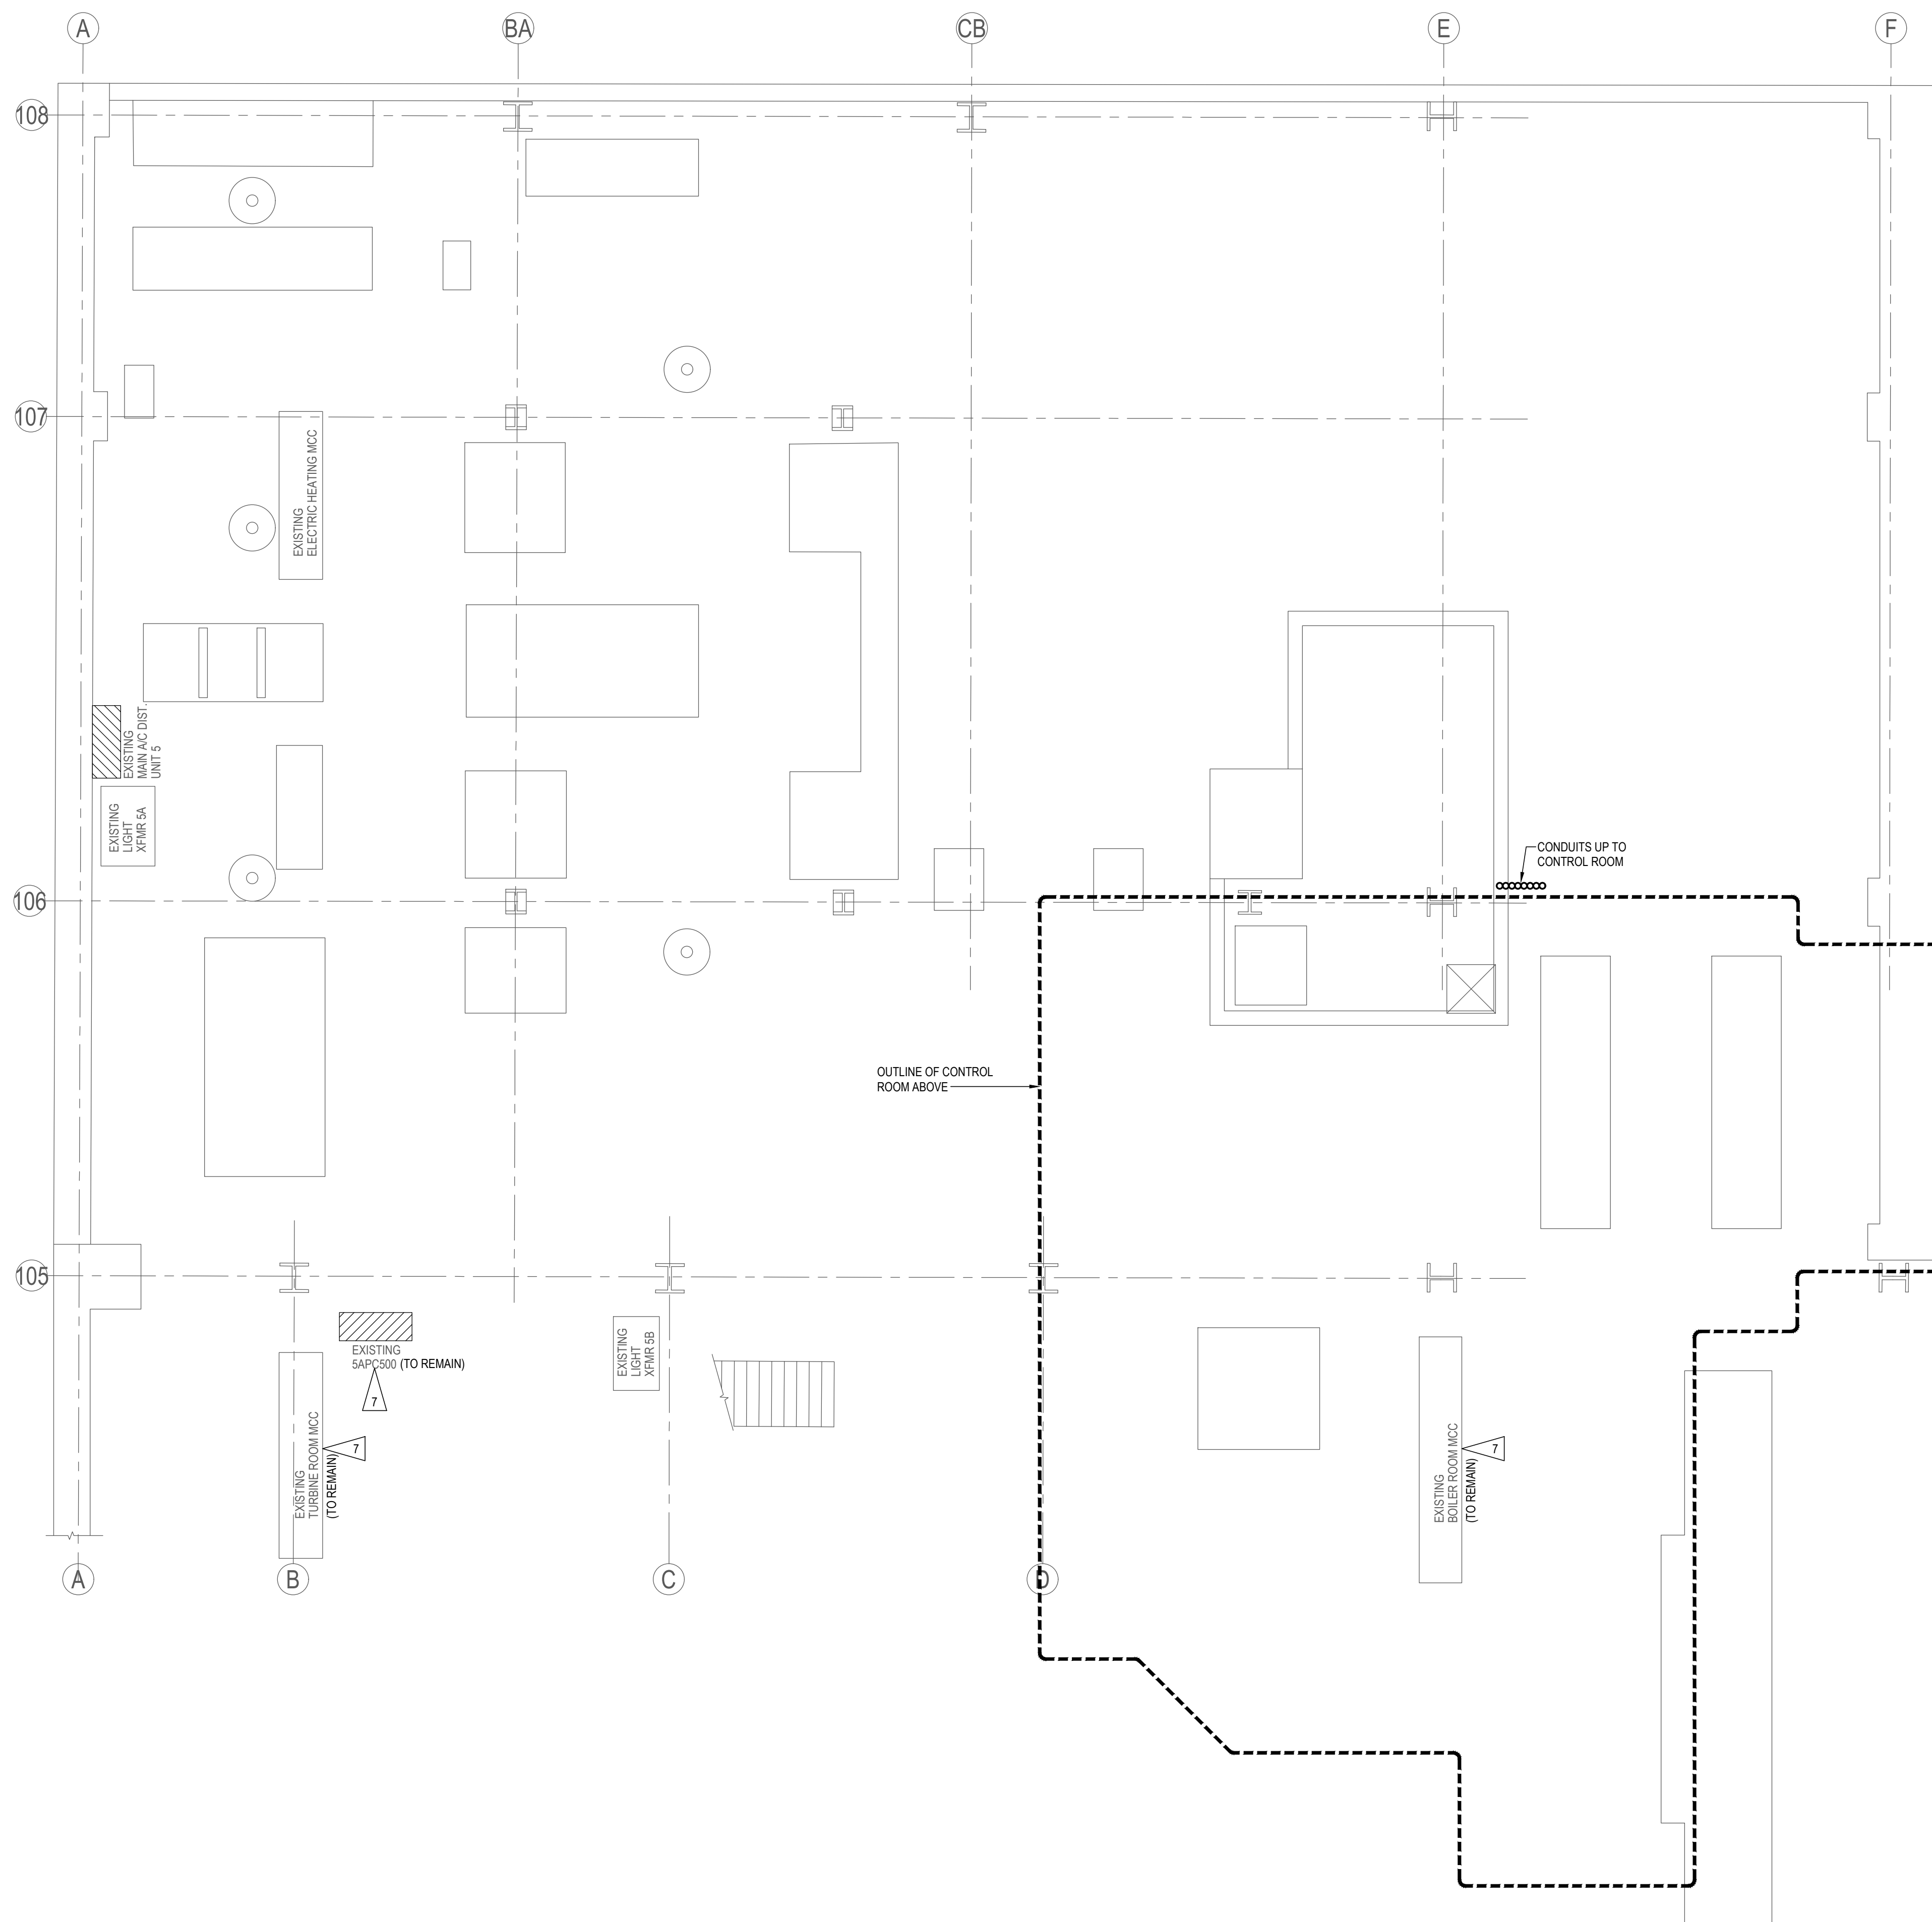 A
BA
CB
E
F
108
107
EXISTING
ELECTRIC HEATING MCC
EXISTING
MAIN A/C DIST.
UNIT 5
EXISTING
LIGHT
XFMR 5A
CONDUITS UP TO
CONTROL ROOM
106
OUTLINE OF CONTROL
ROOM ABOVE
105
EXISTING
5APC500 (TO REMAIN)
7
EXISTING
LIGHT
XFMR 5B
EXISTING
TURBINE ROOM MCC
(TO REMAIN)
7
EXISTING
BOILER ROOM MCC
(TO REMAIN)
7
A
B
C
D